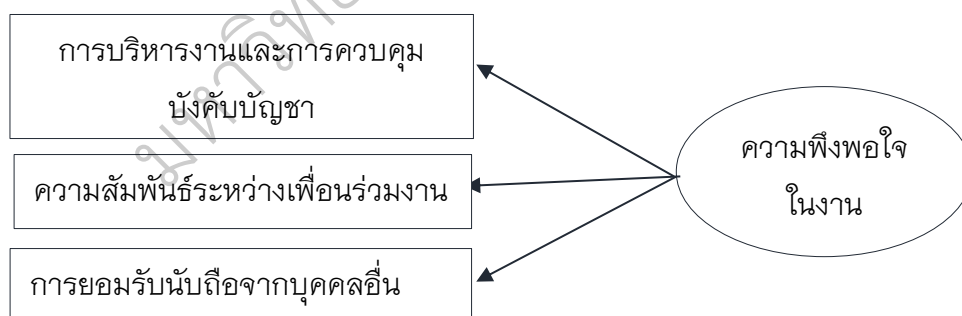 การบริหารงานและการควบคุม
บังคับบัญชา
ความสัมพันธ์ระหว่างเพื่อนร่วมงาน
การยอมรับนับถือจากบุคคลอื่น
ความพึงพอใจ
ในงาน